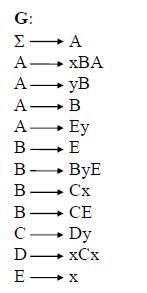 G:
Σ → A
A → xBA
A → yB
A → B
A → Ey
B → E
B → ByE
B → Cx
B → CE
C → Dy
D → xCx
E → x